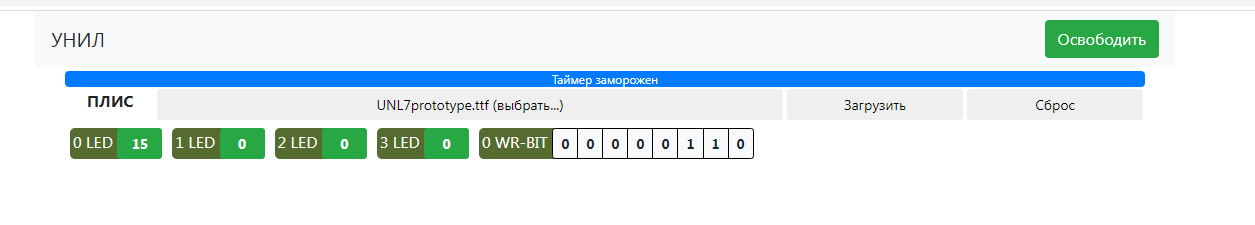 УНИЛ Освободить
Таймер заморожен
ПЛИС UNL7prototype.ttf (выбрать...) Загрузить Сброс
0 LED 15 1 LED 0 2 LED 0 3 LED 0 0 WR-BIT 0 0 0 0 0 1 1 0